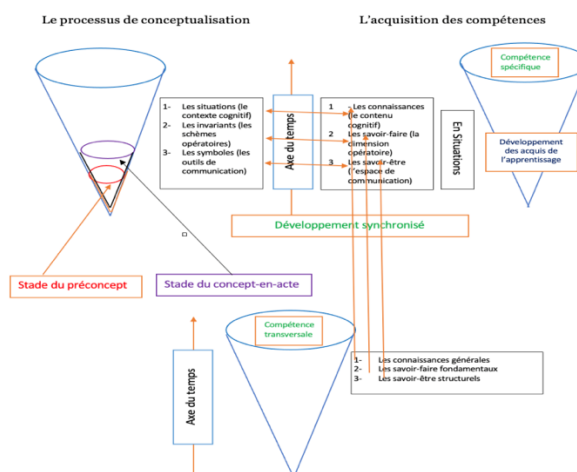 Le processus de conceptualisation
L'acquisition des compétences
1- Les situations (le
contexte cognitif)
2- Les invariants (les
schèmes
opératoires)
3- Les symboles (les
outils de
communication)
Axe du temps
1 - Les connaissances
(le contenu
cognitif)
2 Les savoir-faire (la
dimension
opératoire)
3 Les savoir-être
(l'espace de
communication)
En Situations
Compétence
spécifique
Développement
des acquis de
l'apprentissage
Développement synchronisé
Stade du préconcept
Stade du concept-en-acte
Axe du temps
Compétence
transversale
1- Les connaissances générales
2- Les savoir-faire fondamentaux
3- Les savoir-être structurels